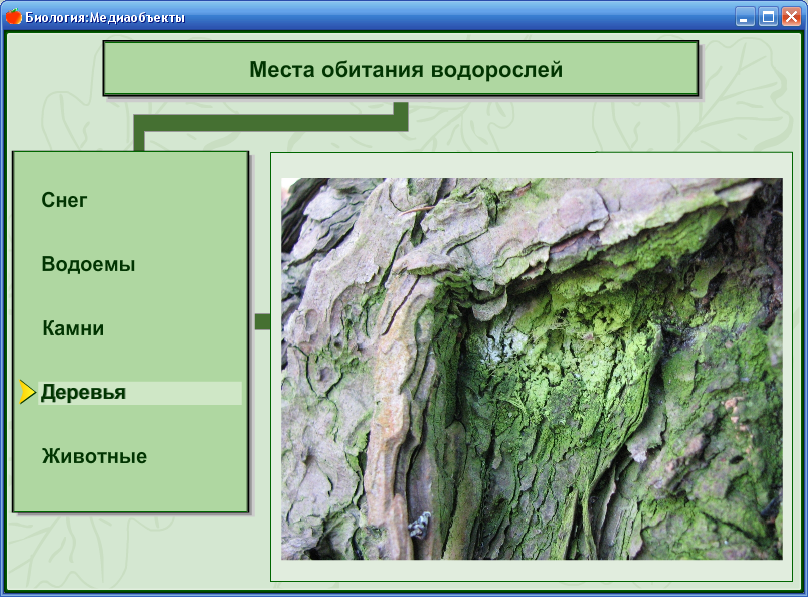 Биология:Медиаобъекты
Места обитания водорослей
Снег
Водоемы
Камни
Деревья
Животные